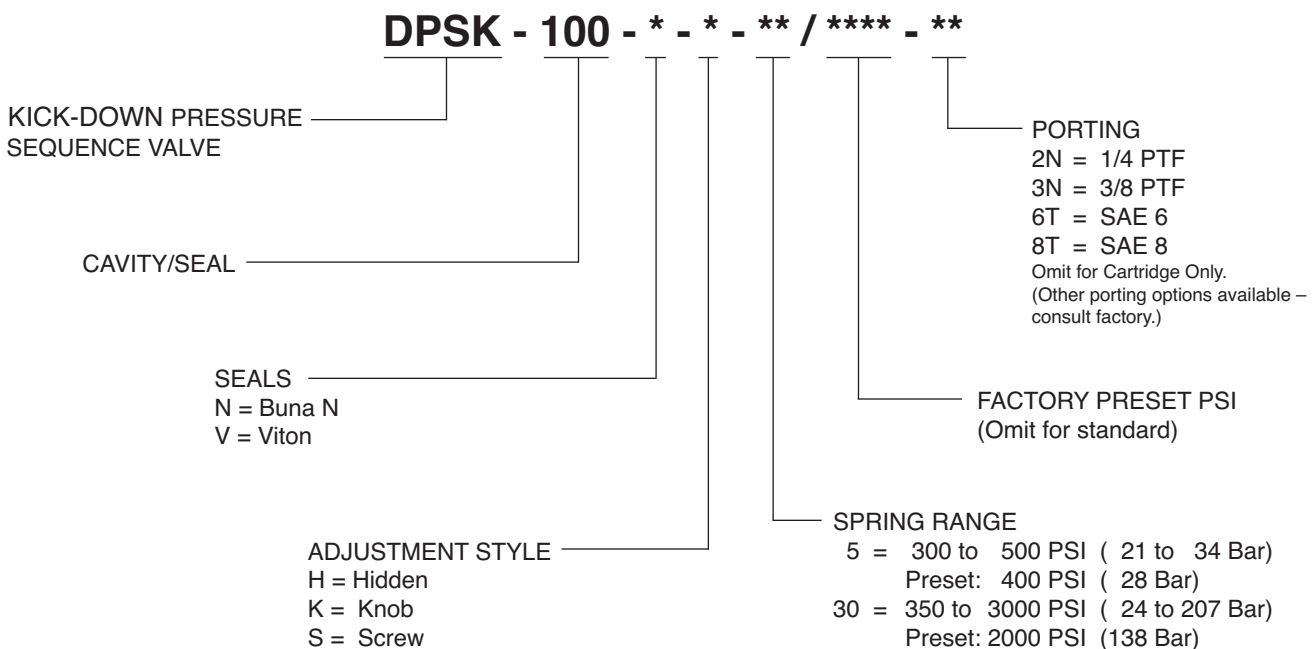 DPSK - 100 - * - * - ** / **** - **
KICK-DOWN PRESSURE
SEQUENCE VALVE
CAVITY/SEAL
SEALS
N = Buna N
V = Viton
ADJUSTMENT STYLE
H = Hidden
K = Knob
S = Screw
PORTING
2N = 1/4 PTF
3N = 3/8 PTF
6T = SAE 6
8T = SAE 8
Omit for Cartridge Only.
(Other porting options available –
consult factory.)
FACTORY PRESET PSI
(Omit for standard)
SPRING RANGE
5 = 300 to 500 PSI ( 21 to 34 Bar)
Preset: 400 PSI ( 28 Bar)
30 = 350 to 3000 PSI ( 24 to 207 Bar)
Preset: 2000 PSI (138 Bar)